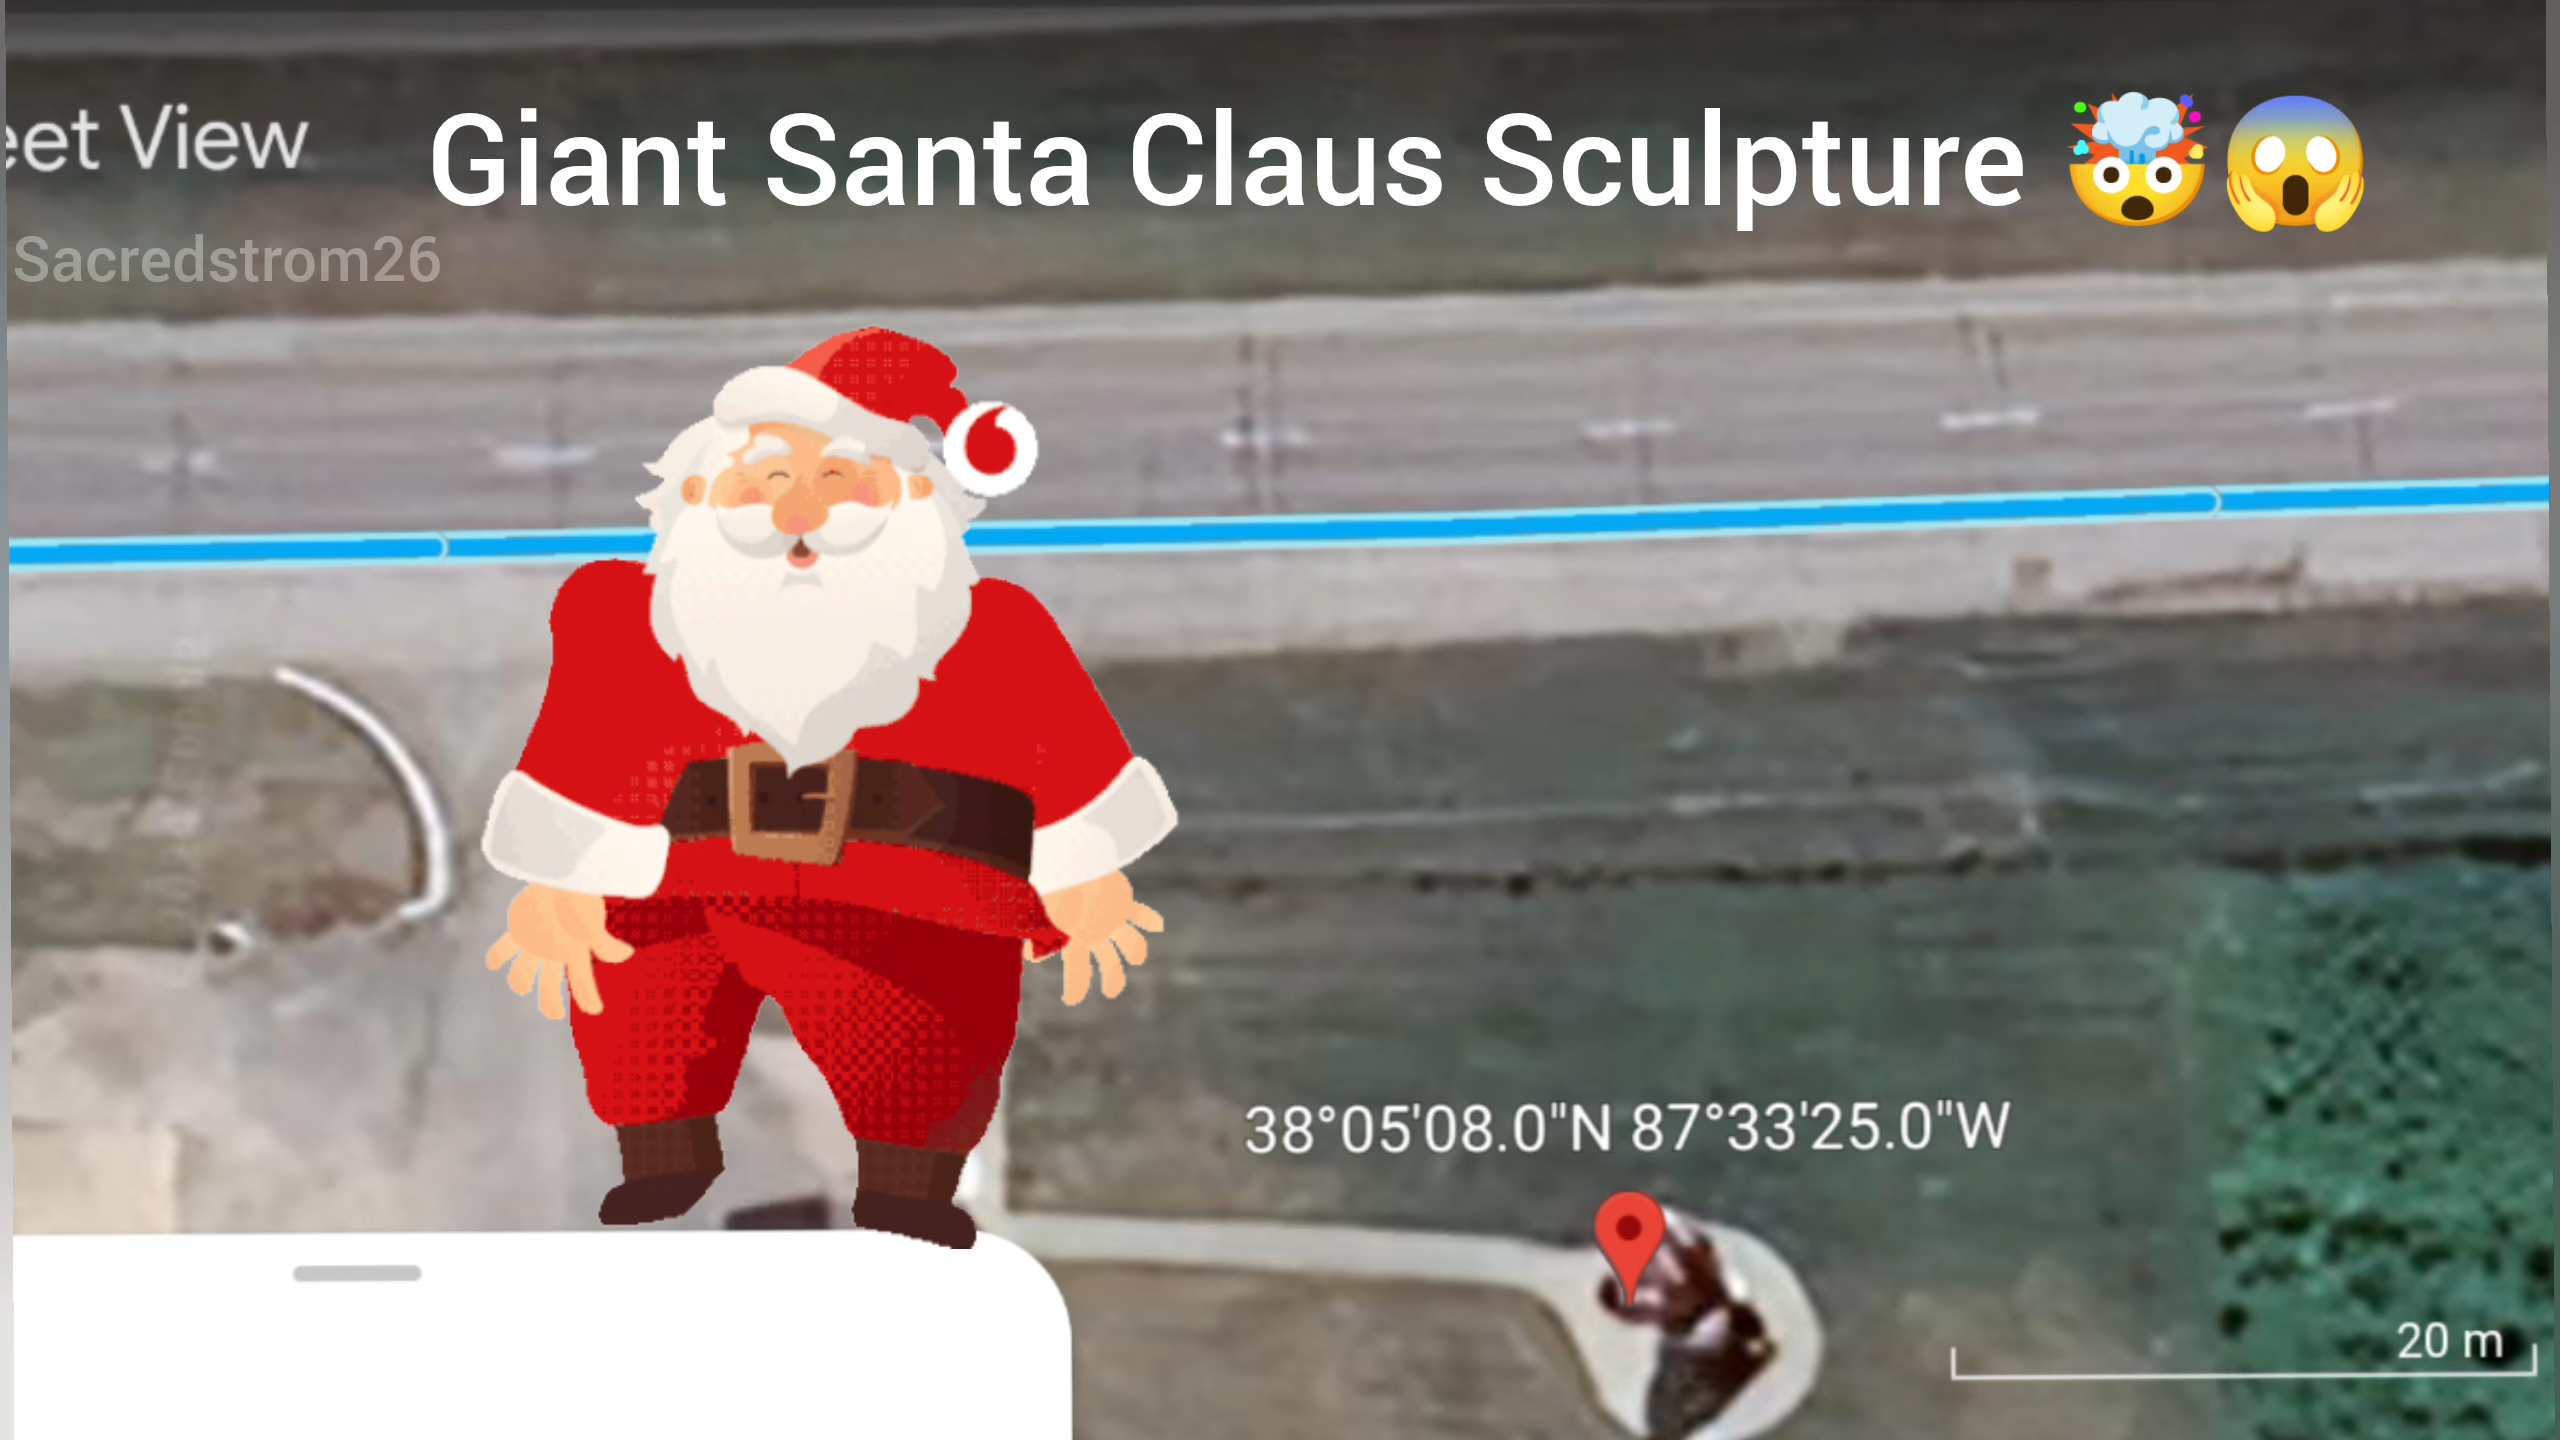 eet View
Giant Santa Claus Sculpture 🤯😱
Sacredstrom26
38°05'08.0"N 87°33'25.0"W
20 m